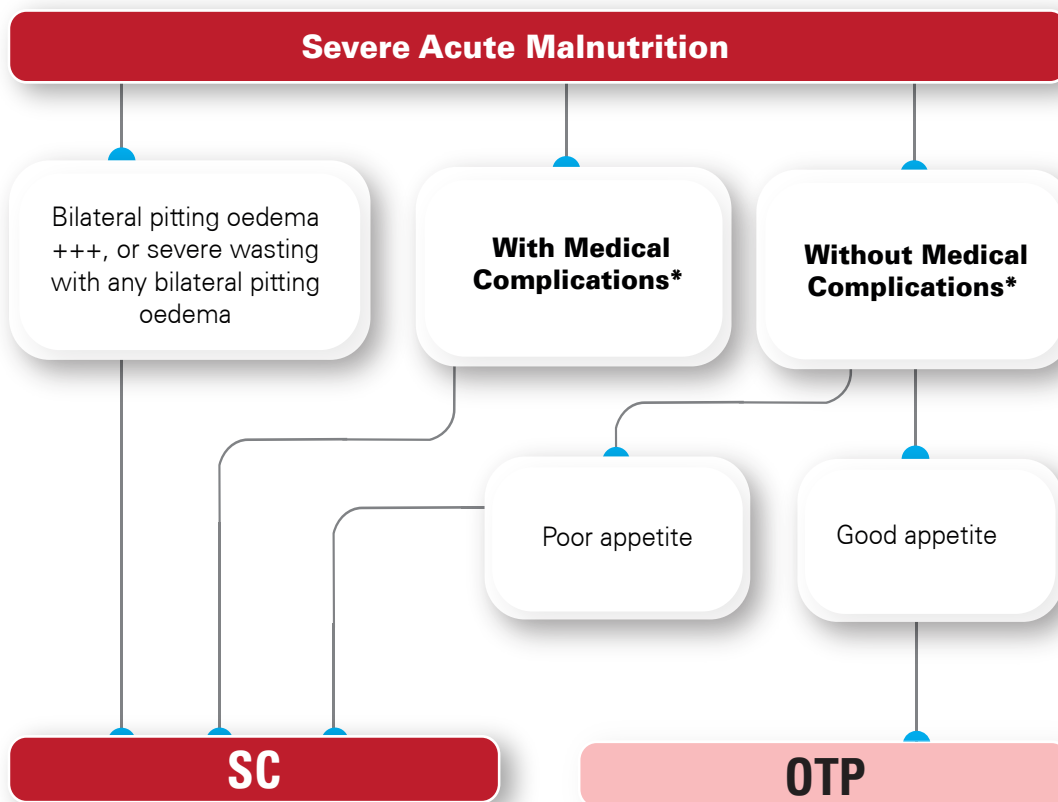 Severe Acute Malnutrition
Bilateral pitting oedema
+++, or severe wasting
with any bilateral pitting
oedema
With Medical
Complications*
Without Medical
Complications*
Poor appetite
Good appetite
SC
OTP